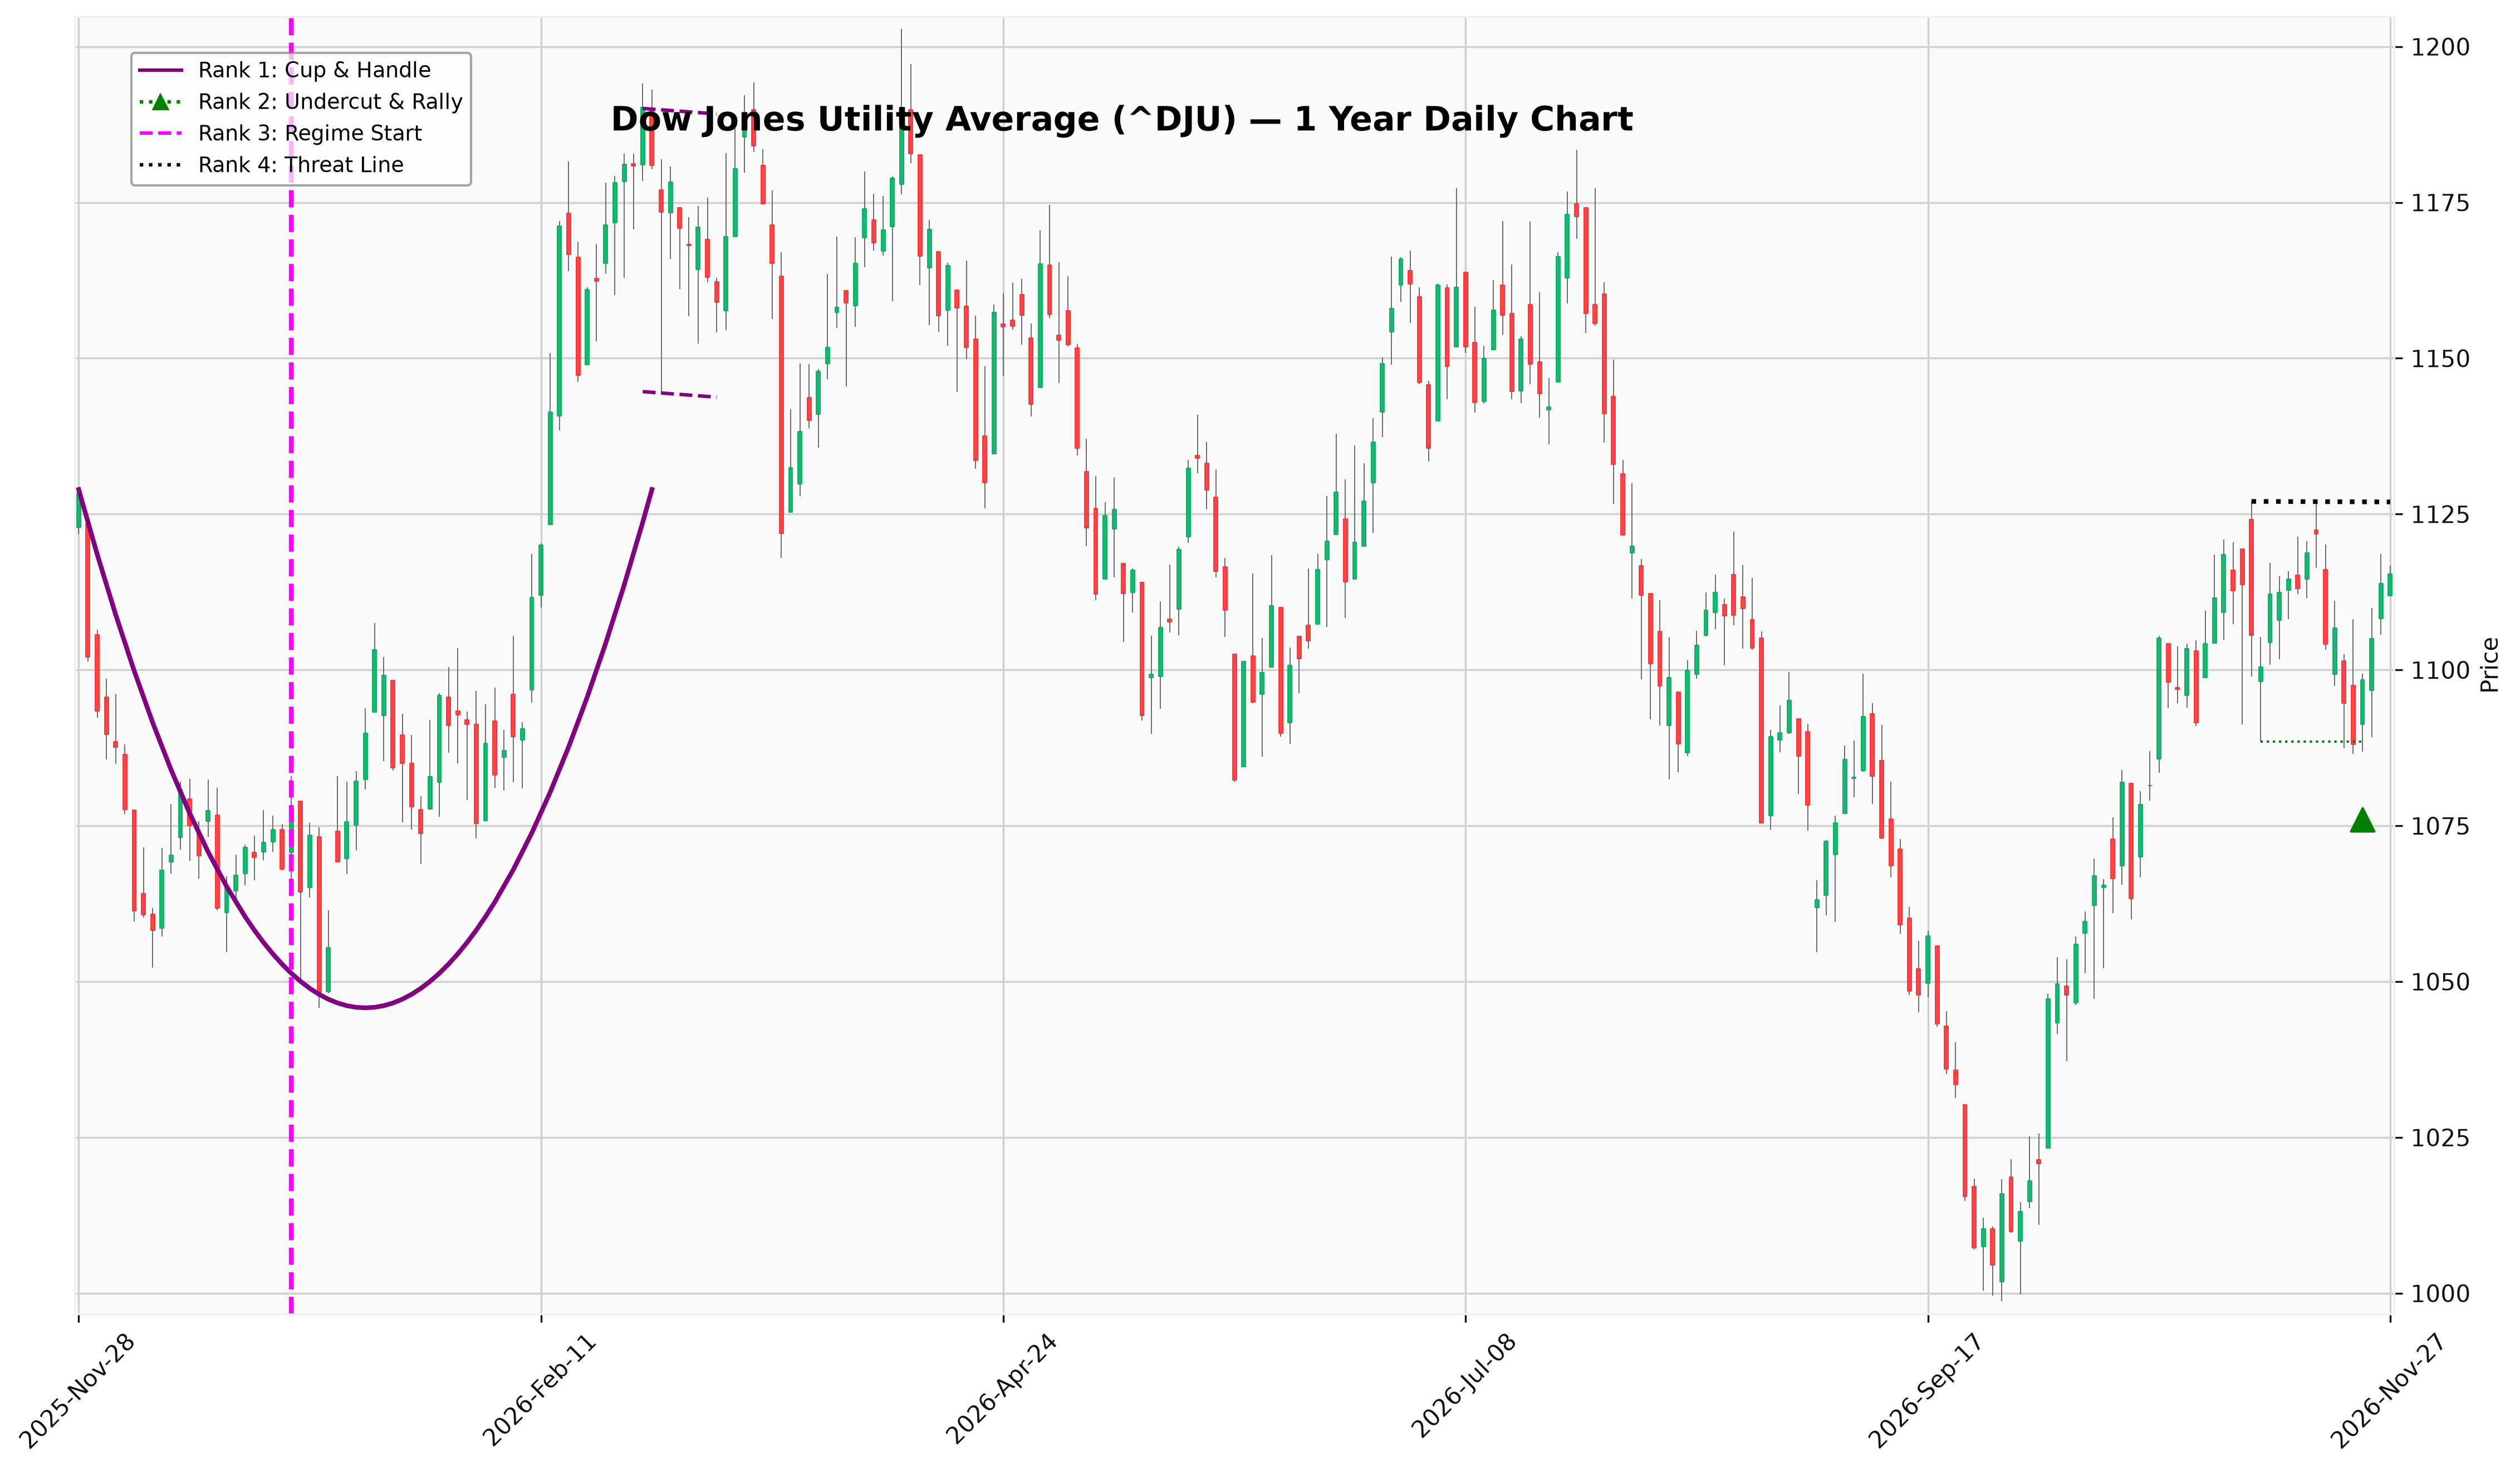 Rank 1: Cup & Handle
Rank 2: Undercut & Rally
Rank 3: Regime Start
Rank 4: Threat Line
Dow Jones Utility Average (^DJU) — 1 Year Daily Chart
1200
1175
1150
1125
1100
1075
1050
1025
1000
Price
2025-Nov-28
2026-Feb-11
2026-Apr-24
2026-Jul-08
2026-Sep-17
2026-Nov-27